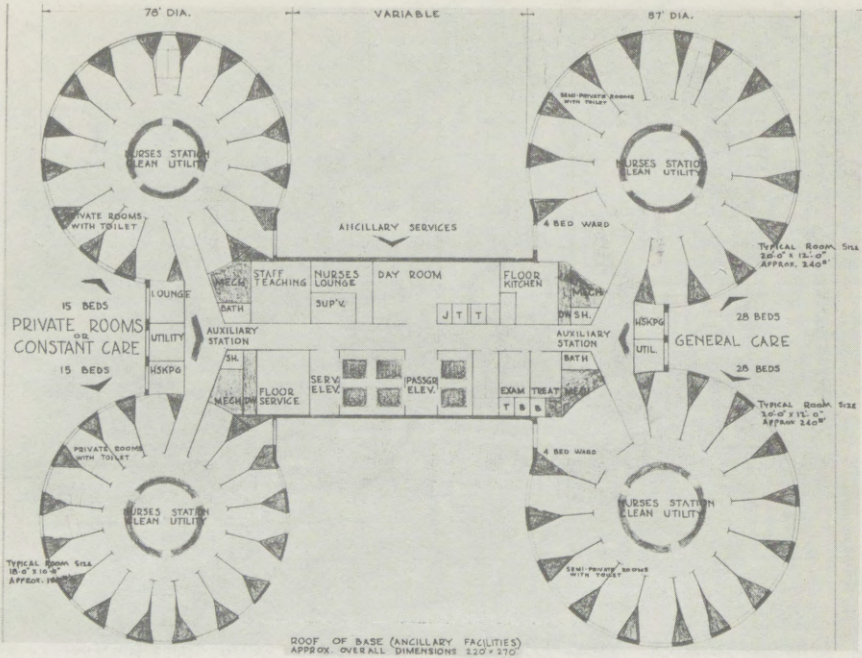 78' DIA.
VARIABLE
87' DIA.
SEMI-PRIVATE ROOMS
WITH TOILET
NURSES STATION
CLEAN UTILITY
NURSES STATION
CLEAN UTILITY
PRIVATE ROOMS
WITH TOILET
4 BED WARD
ANCILLARY SERVICES
TYPICAL ROOM SIZE
20'-0" X 12'-0"
APPROX. 240
MECH
STAFF
TEACHING
NURSES
LOUNGE
DAY ROOM
FLOOR
KITCHEN
MECH
LOUNGE
SUP'V.
BATH
J T T
DW SH.
15 BEDS
28 BEDS
PRIVATE ROOMS
OR
CONSTANT CARE
15 BEDS
UTILITY
AUXILIARY
STATION
AUXILIARY
STATION
HSKPG
UTIL.
GENERAL CARE
28 BEDS
HSKPG
SH.
BATH
MECH
DW
FLOOR
SERVICE
SERV.
ELEV.
PASSGR
ELEV.
EXAM
TREAT
MECH
T B B
TYPICAL ROOM SIZE
20'-0" X 12'-0"
APPROX 240
PRIVATE ROOMS
WITH TOILET
4 BED WARD
NURSES STATION
CLEAN UTILITY
NURSES STATION
CLEAN UTILITY
TYPICAL ROOM SIZE
18'-0" X 10'-0"
APPROX.
SEMI-PRIVATE ROOMS
WITH TOILET
ROOF OF BASE (ANCILLARY FACILITIES)
APPROX. OVERALL DIMENSIONS 220' x 270'